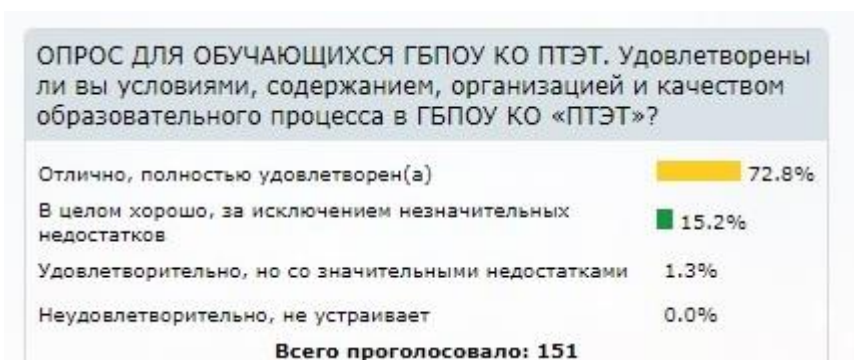 ОПРОС ДЛЯ ОБУЧАЮЩИХСЯ ГБПОУ КО ПТЭТ. Удовлетворены
ли вы условиями, содержанием, организацией и качеством
образовательного процесса в ГБПОУ КО «ПТЭТ»?
Отлично, полностью удовлетворен(а) 72.8%
В целом хорошо, за исключением незначительных
недостатков 15.2%
Удовлетворительно, но со значительными недостатками 1.3%
Неудовлетворительно, не устраивает 0.0%
Всего проголосовало: 151